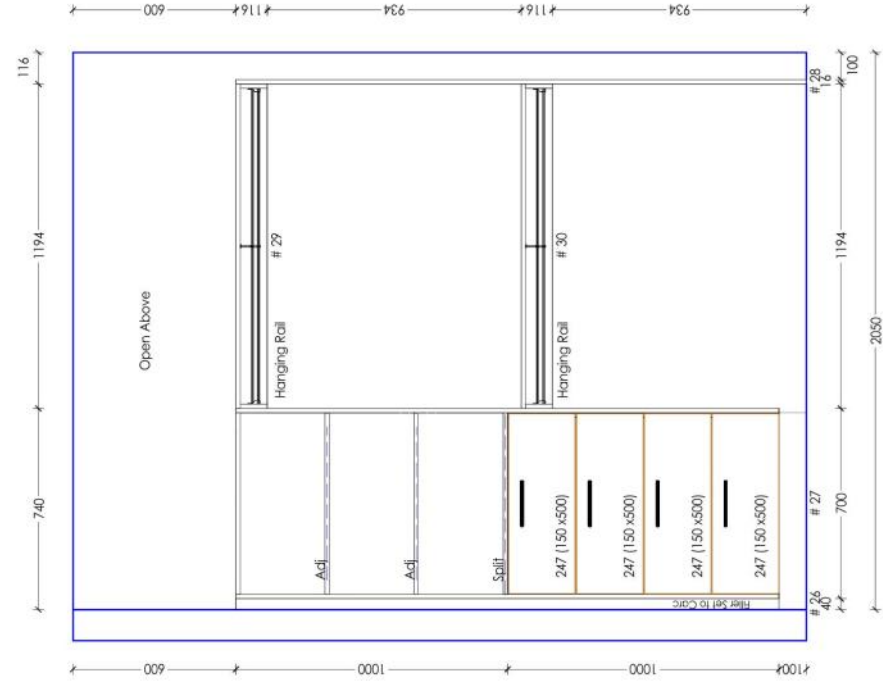 740
1194
116
600
600
Open Above
116
Hanging Rail
# 29
Adj
1000
934
Adj
Split
116
Hanging Rail
# 30
247 (150 x500)
247 (150 x500)
1000
934
247 (150 x500)
247 (150 x500)
Filler Set to Carc
100
# 26
# 27
# 28
40
700
1194
16
100
2050